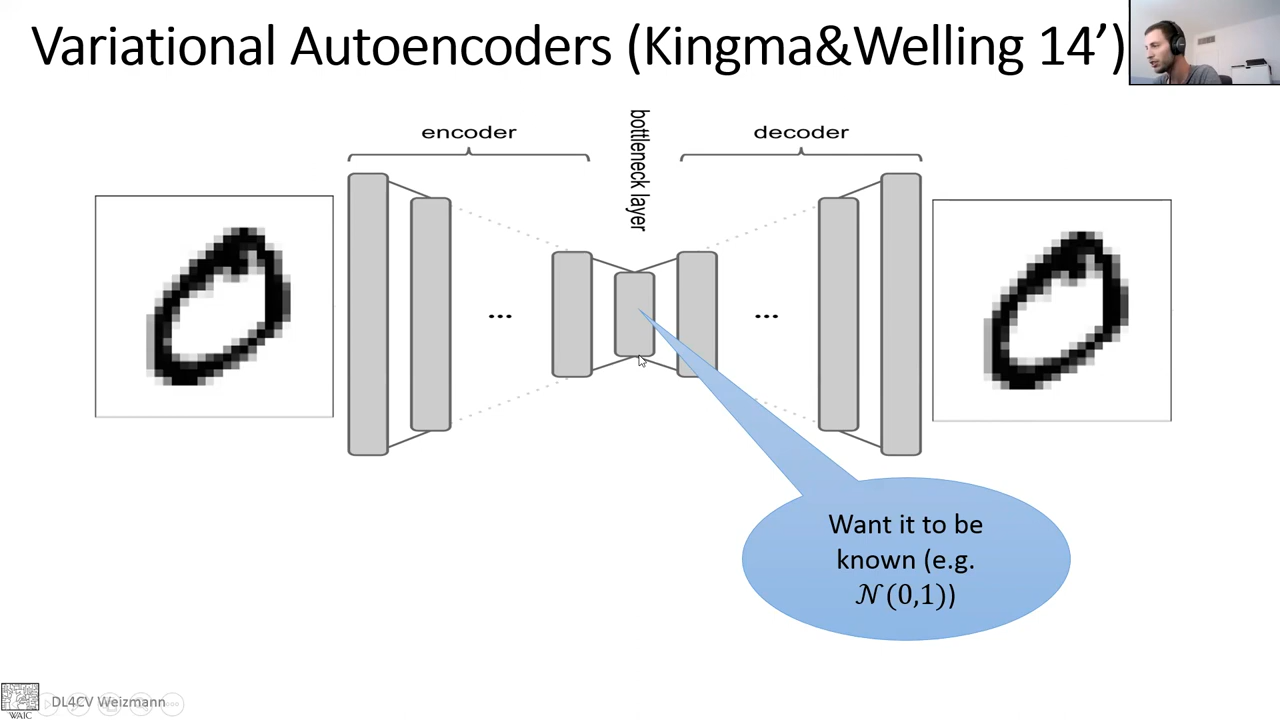 Variational Autoencoders (Kingma&Welling 14’)
encoder
bottleneck layer
decoder
...
...
Want it to be
known (e.g.
𝒩(0,1))
DL4CV Weizmann
WAIC